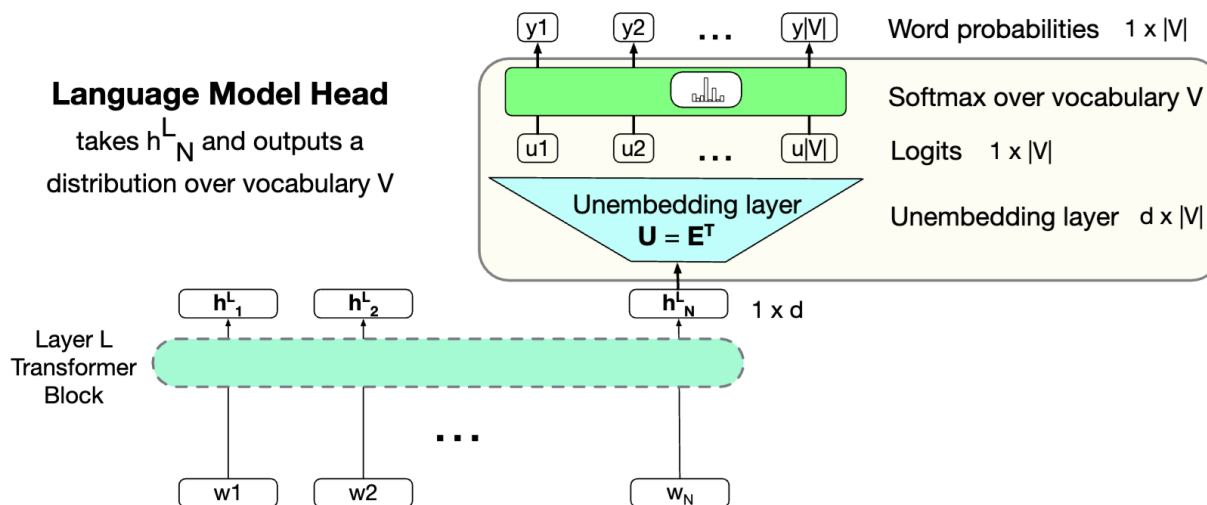 y1 y2 ... y|V| Word probabilities 1 x |V|
Language Model Head
takes h^L_N and outputs a
distribution over vocabulary V
Softmax over vocabulary V
u1 u2 ... u|V| Logits 1 x |V|
Unembedding layer
U = E^T
Unembedding layer d x |V|
h^L_1 h^L_2 h^L_N 1 x d
Layer L
Transformer
Block
...
w1 w2 w_N